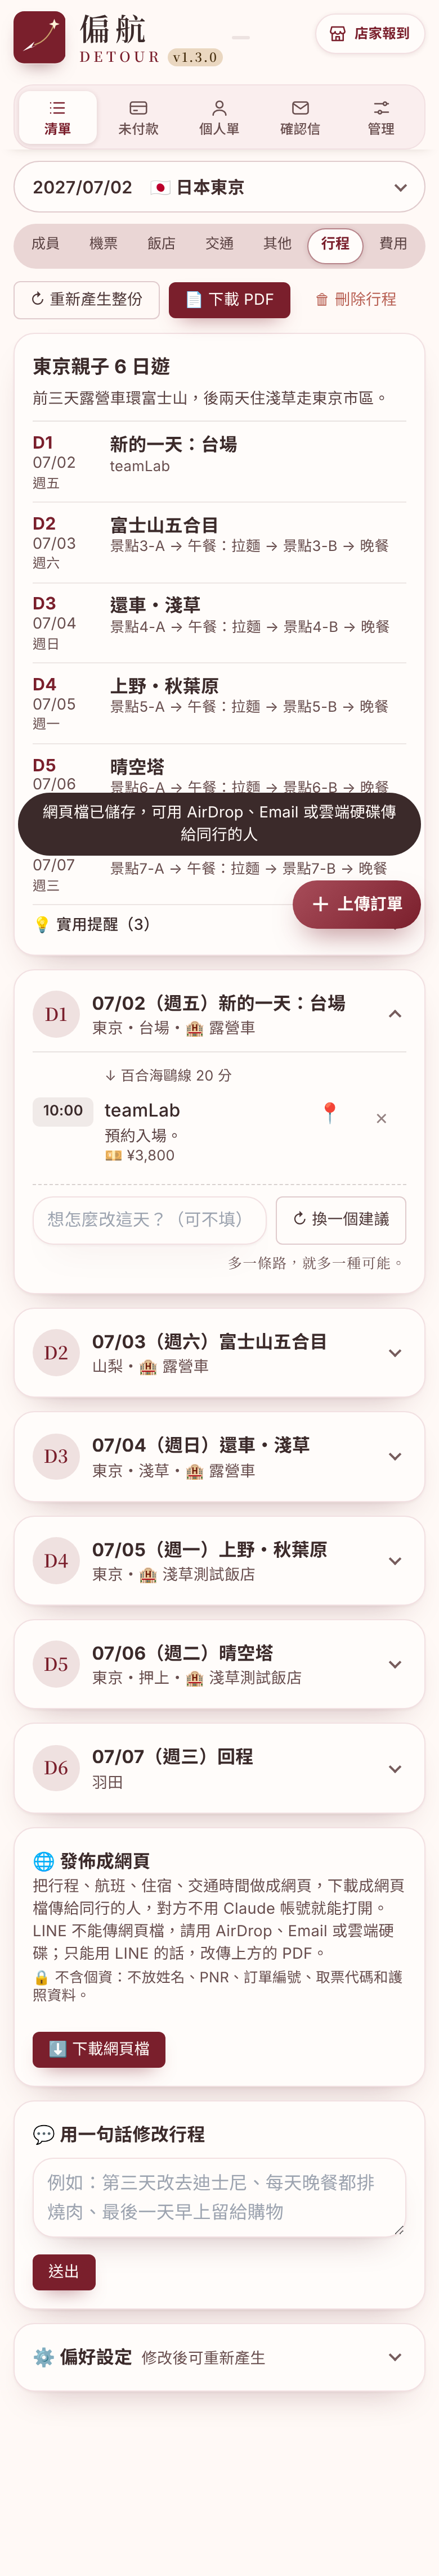 偏航
DETOUR v1.3.0
店家報到
清單
未付款
個人單
確認信
管理
2027/07/02 🇯🇵 日本東京
成員 機票 飯店 交通 其他 行程 費用
↻ 重新產生整份
📄 下載 PDF
🗑 刪除行程
東京親子 6 日遊
前三天露營車環富士山，後兩天住淺草走東京市區。
D1
07/02
週五
新的一天：台場
teamLab
D2
07/03
週六
富士山五合目
景點3-A → 午餐：拉麵 → 景點3-B → 晚餐
D3
07/04
週日
還車・淺草
景點4-A → 午餐：拉麵 → 景點4-B → 晚餐
D4
07/05
週一
上野・秋葉原
景點5-A → 午餐：拉麵 → 景點5-B → 晚餐
D5
07/06
晴空塔
景點6-A → 午餐：拉麵 → 景點6-B → 晚餐
網頁檔已儲存，可用 AirDrop、Email 或雲端硬碟傳
給同行的人
07/07
週三
景點7-A → 午餐：拉麵 → 景點7-B → 晚餐
＋ 上傳訂單
💡 實用提醒（3）
D1
07/02（週五）新的一天：台場
東京・台場・🏨 露營車
↓ 百合海鷗線 20 分
10:00
teamLab
預約入場。
💴 ¥3,800
📍
×
想怎麼改這天？（可不填）
↻ 換一個建議
多一條路，就多一種可能。
D2
07/03（週六）富士山五合目
山梨・🏨 露營車
D3
07/04（週日）還車・淺草
東京・淺草・🏨 露營車
D4
07/05（週一）上野・秋葉原
東京・🏨 淺草測試飯店
D5
07/06（週二）晴空塔
東京・押上・🏨 淺草測試飯店
D6
07/07（週三）回程
羽田
🌐 發佈成網頁
把行程、航班、住宿、交通時間做成網頁，下載成網頁
檔傳給同行的人，對方不用 Claude 帳號就能打開。
LINE 不能傳網頁檔，請用 AirDrop、Email 或雲端硬
碟；只能用 LINE 的話，改傳上方的 PDF。
🔒 不含個資：不放姓名、PNR、訂單編號、取票代碼和護
照資料。
⬇️ 下載網頁檔
💬 用一句話修改行程
例如：第三天改去迪士尼、每天晚餐都排
燒肉、最後一天早上留給購物
送出
⚙️ 偏好設定 修改後可重新產生